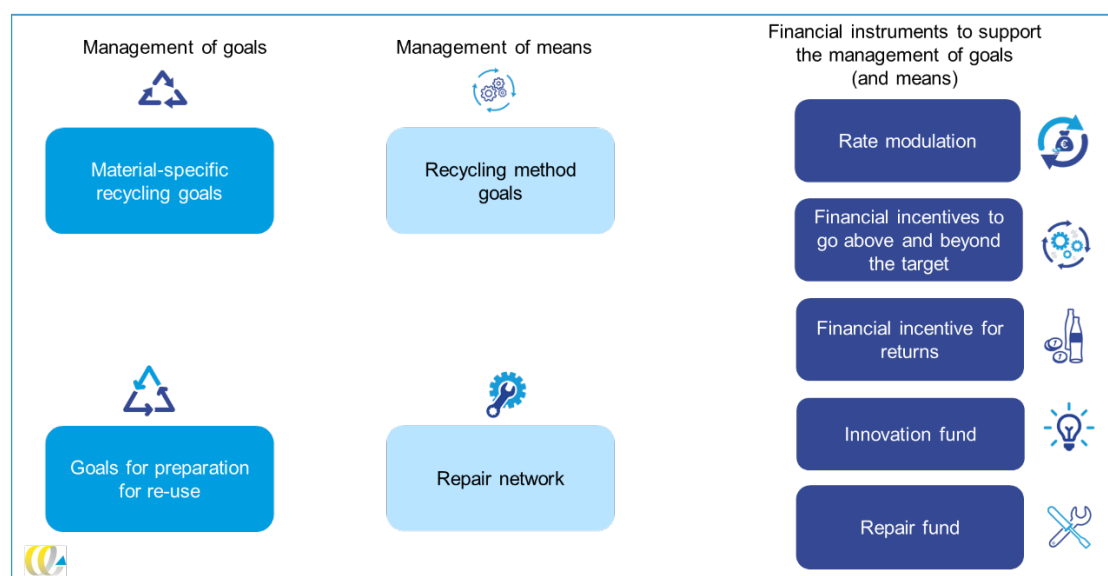 Management of goals
Material-specific
recycling goals
Goals for preparation
for re-use
Management of means
Recycling method
goals
Repair network
Financial instruments to support
the management of goals
(and means)
Rate modulation
Financial incentives to
go above and beyond
the target
Financial incentive for
returns
Innovation fund
Repair fund